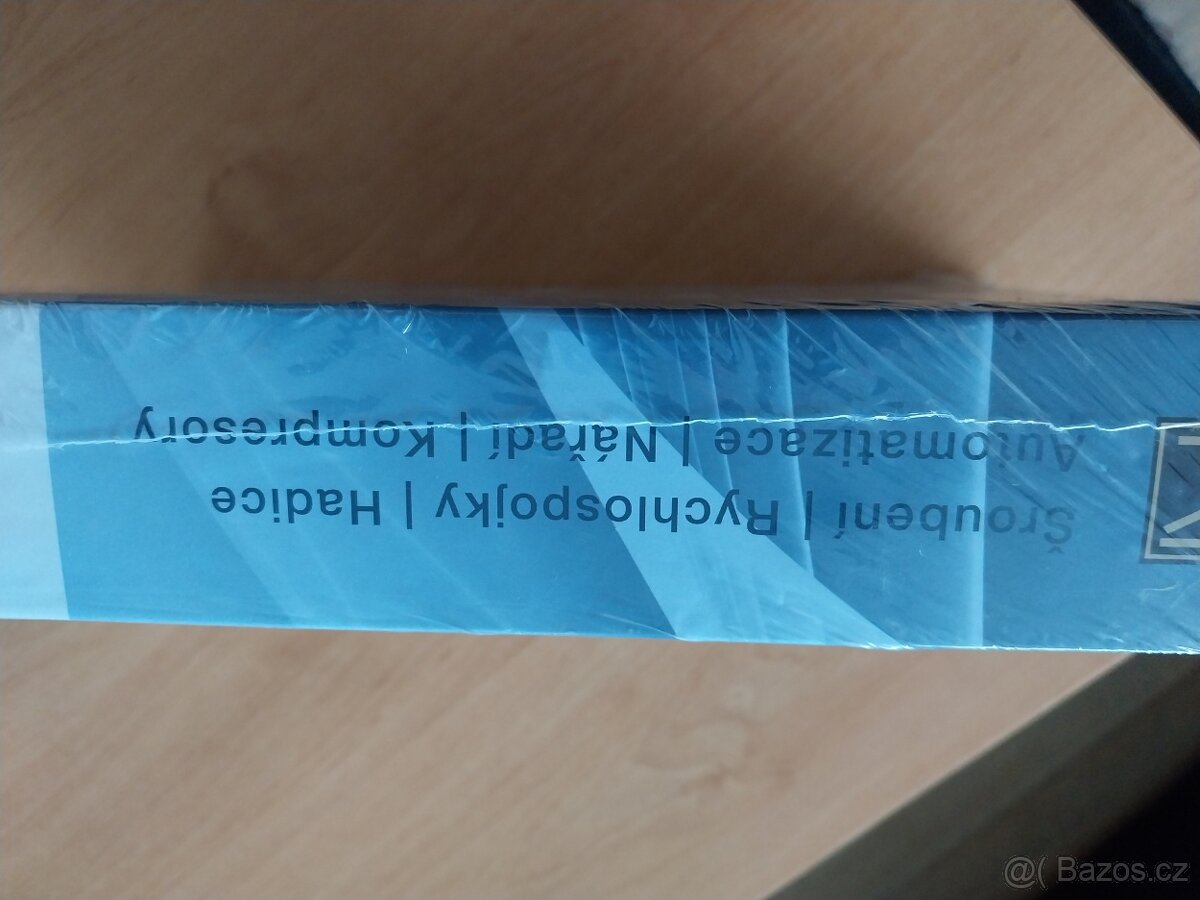 Šroubení | Rychlospojky | Hadice
Automatizace | Nářadí | Kompresory
@( Bazos.cz